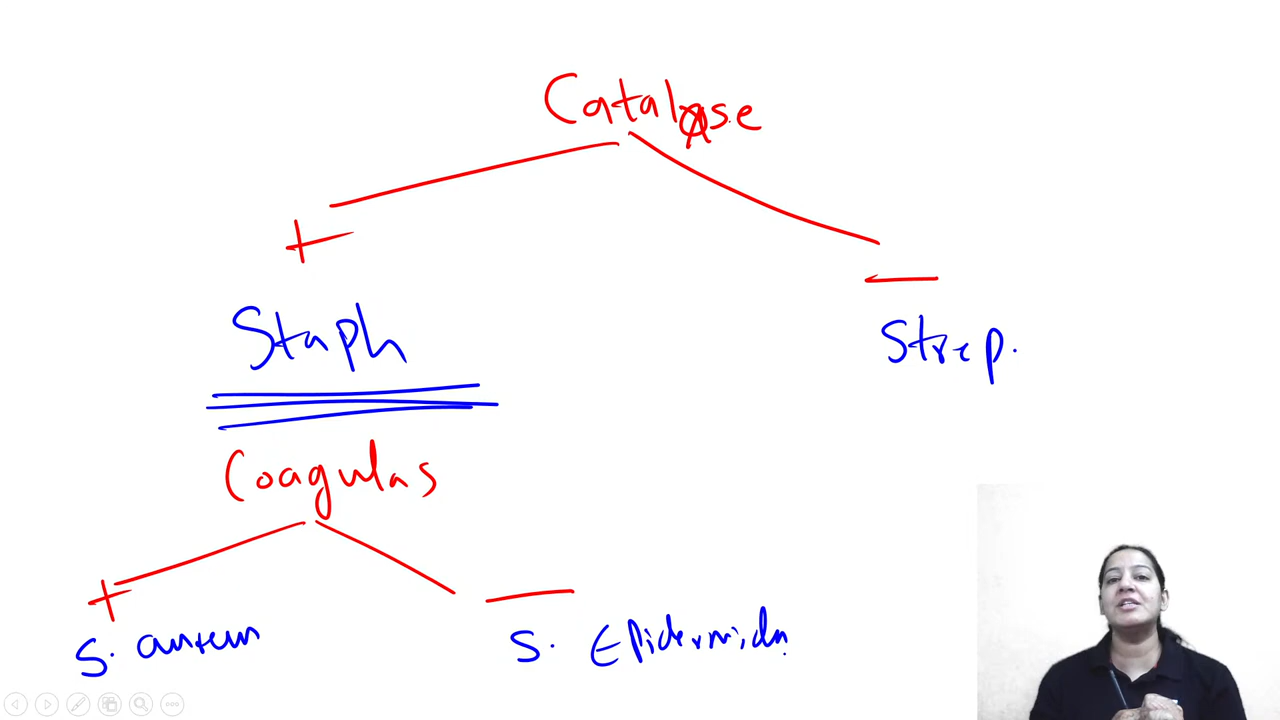 Catalase
+
—
Staph
Strep.
Coagulas
+
—
S. aureus
S. Epidermidis